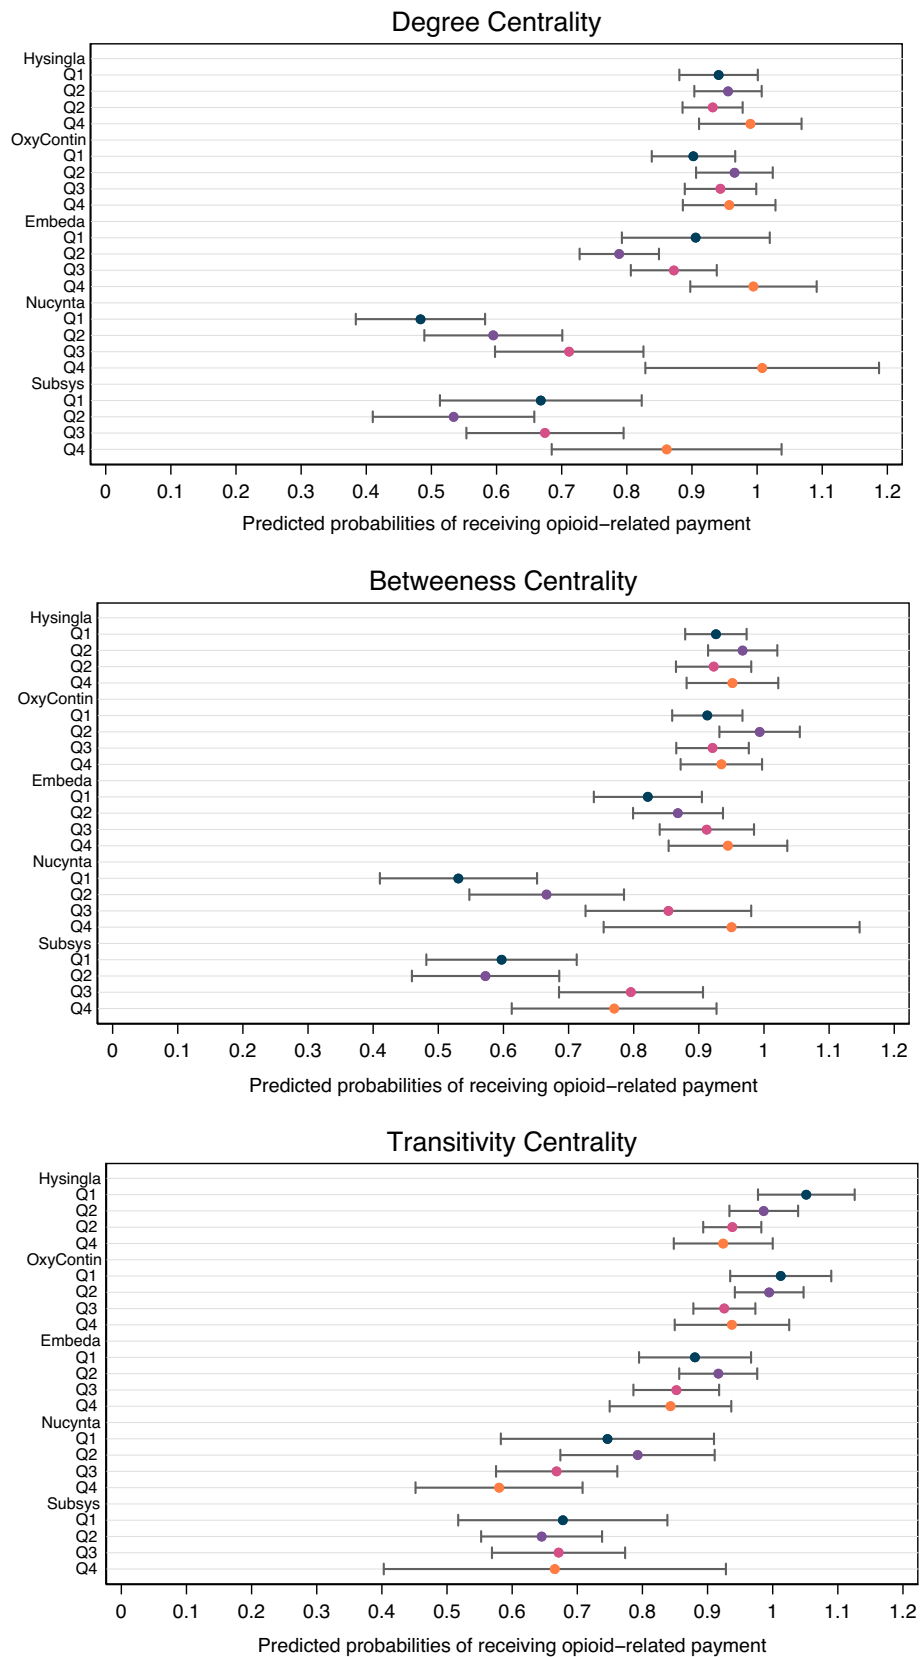 Degree Centrality
Hysingla
Q1
Q2
Q2
Q4
OxyContin
Q1
Q2
Q3
Q4
Embeda
Q1
Q2
Q3
Q4
Nucynta
Q1
Q2
Q3
Q4
Subsys
Q1
Q2
Q3
Q4
0 0.1 0.2 0.3 0.4 0.5 0.6 0.7 0.8 0.9 1 1.1 1.2
Predicted probabilities of receiving opioid−related payment
Betweeness Centrality
Hysingla
Q1
Q2
Q2
Q4
OxyContin
Q1
Q2
Q3
Q4
Embeda
Q1
Q2
Q3
Q4
Nucynta
Q1
Q2
Q3
Q4
Subsys
Q1
Q2
Q3
Q4
0 0.1 0.2 0.3 0.4 0.5 0.6 0.7 0.8 0.9 1 1.1 1.2
Predicted probabilities of receiving opioid−related payment
Transitivity Centrality
Hysingla
Q1
Q2
Q2
Q4
OxyContin
Q1
Q2
Q3
Q4
Embeda
Q1
Q2
Q3
Q4
Nucynta
Q1
Q2
Q3
Q4
Subsys
Q1
Q2
Q3
Q4
0 0.1 0.2 0.3 0.4 0.5 0.6 0.7 0.8 0.9 1 1.1 1.2
Predicted probabilities of receiving opioid−related payment